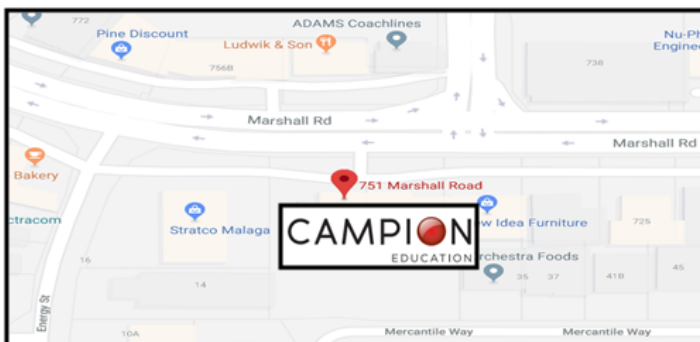 772
ADAMS Coachlines
Pine Discount
Nu-Ph
Enginee
Ludwik & Son
756B
738
Marshall Rd
Marshall Rd
Bakery
751 Marshall Road
ctracom
Stratco Malaga
CAMPION
EDUCATION
ew Idea Furniture
725
rchestra Foods
16
14
35
37
41B
45
Energy St
10A
Mercantile Way
Mercantile Way